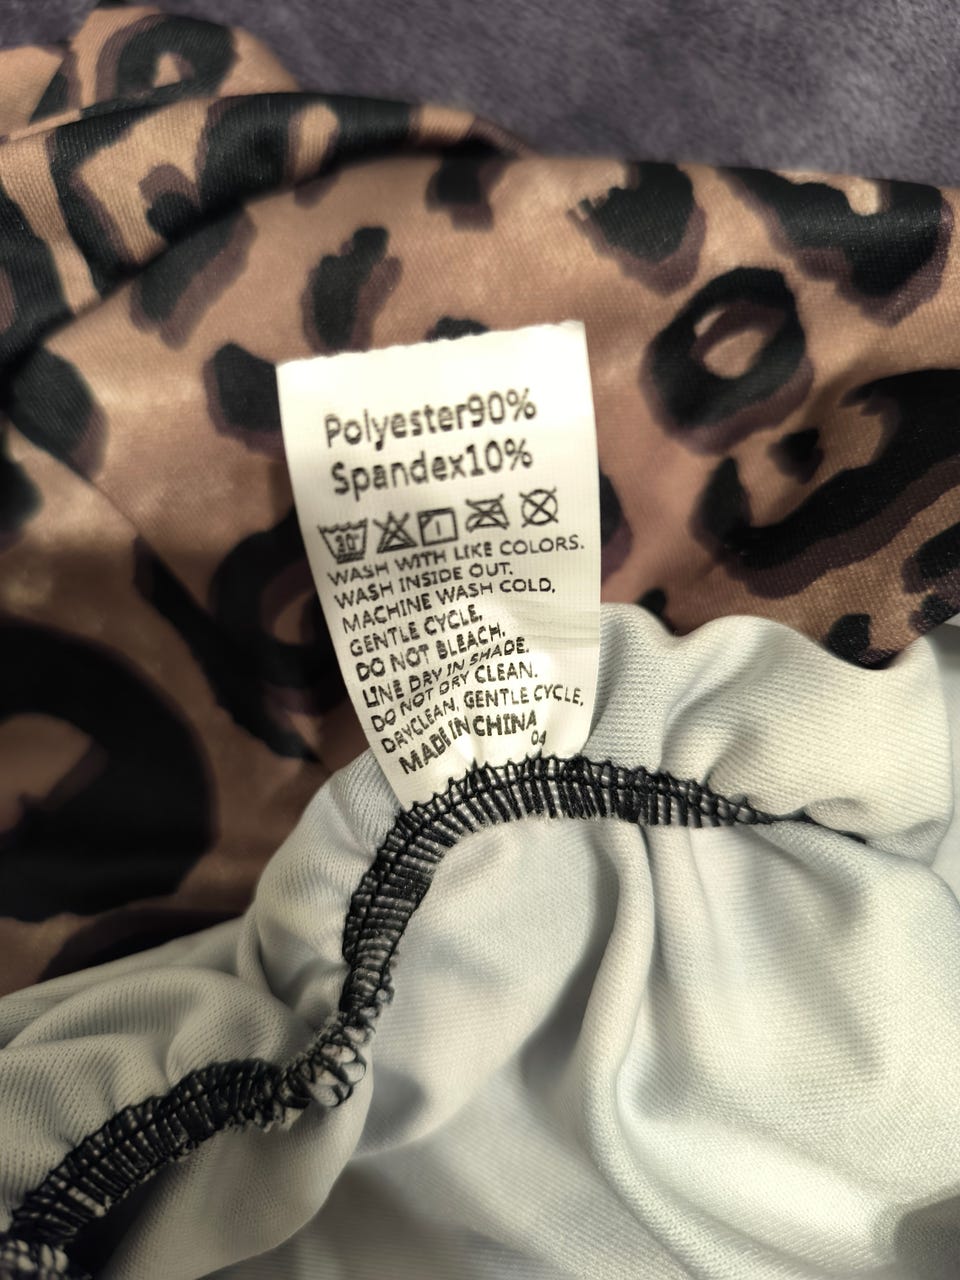 Polyester90%
Spandex10%
30°
WASH WITH LIKE COLORS.
WASH INSIDE OUT.
MACHINE WASH COLD,
GENTLE CYCLE.
DO NOT BLEACH.
LINE DRY IN SHADE.
DO NOT DRY CLEAN.
DRYCLEAN, GENTLE CYCLE,
MADE IN CHINA
04